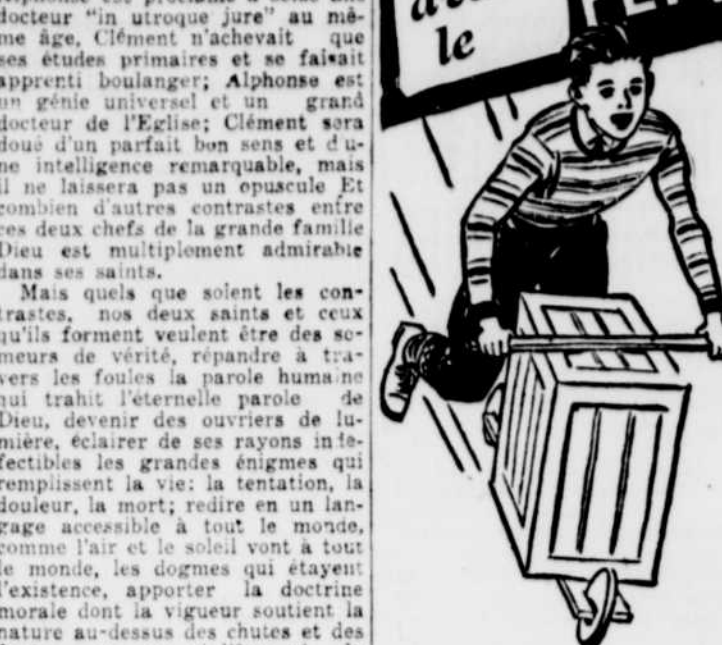 docteur "in utroque jure" au mê-
me âge, Clément n'achevait que
ses études primaires et se faisait
apprenti boulanger; Alphonse est
un génie universel et un grand
docteur de l'Eglise; Clément sera
doué d'un parfait bon sens et d'u-
ne intelligence remarquable, mais
il ne laissera pas un opuscule Et
combien d'autres contrastes entre
ces deux chefs de la grande famille
Dieu est multiplement admirable
dans ses saints.
Mais quels que soient les con-
trastes, nos deux saints et ceux
qu'ils forment veulent être des se-
meurs de vérité, répandre à tra-
vers les foules la parole humaine
qui trahit l'éternelle parole de
Dieu, devenir des ouvriers de lu-
mière, éclairer de ses rayons inde-
fectibles les grandes énigmes qui
remplissent la vie: la tentation, la
douleur, la mort; redire en un lan-
gage accessible à tout le monde,
comme l'air et le soleil vont à tout
le monde, les dogmes qui étayent
l'existence, apporter la doctrine
morale dont la vigueur soutient la
nature au-dessus des chutes et des
le